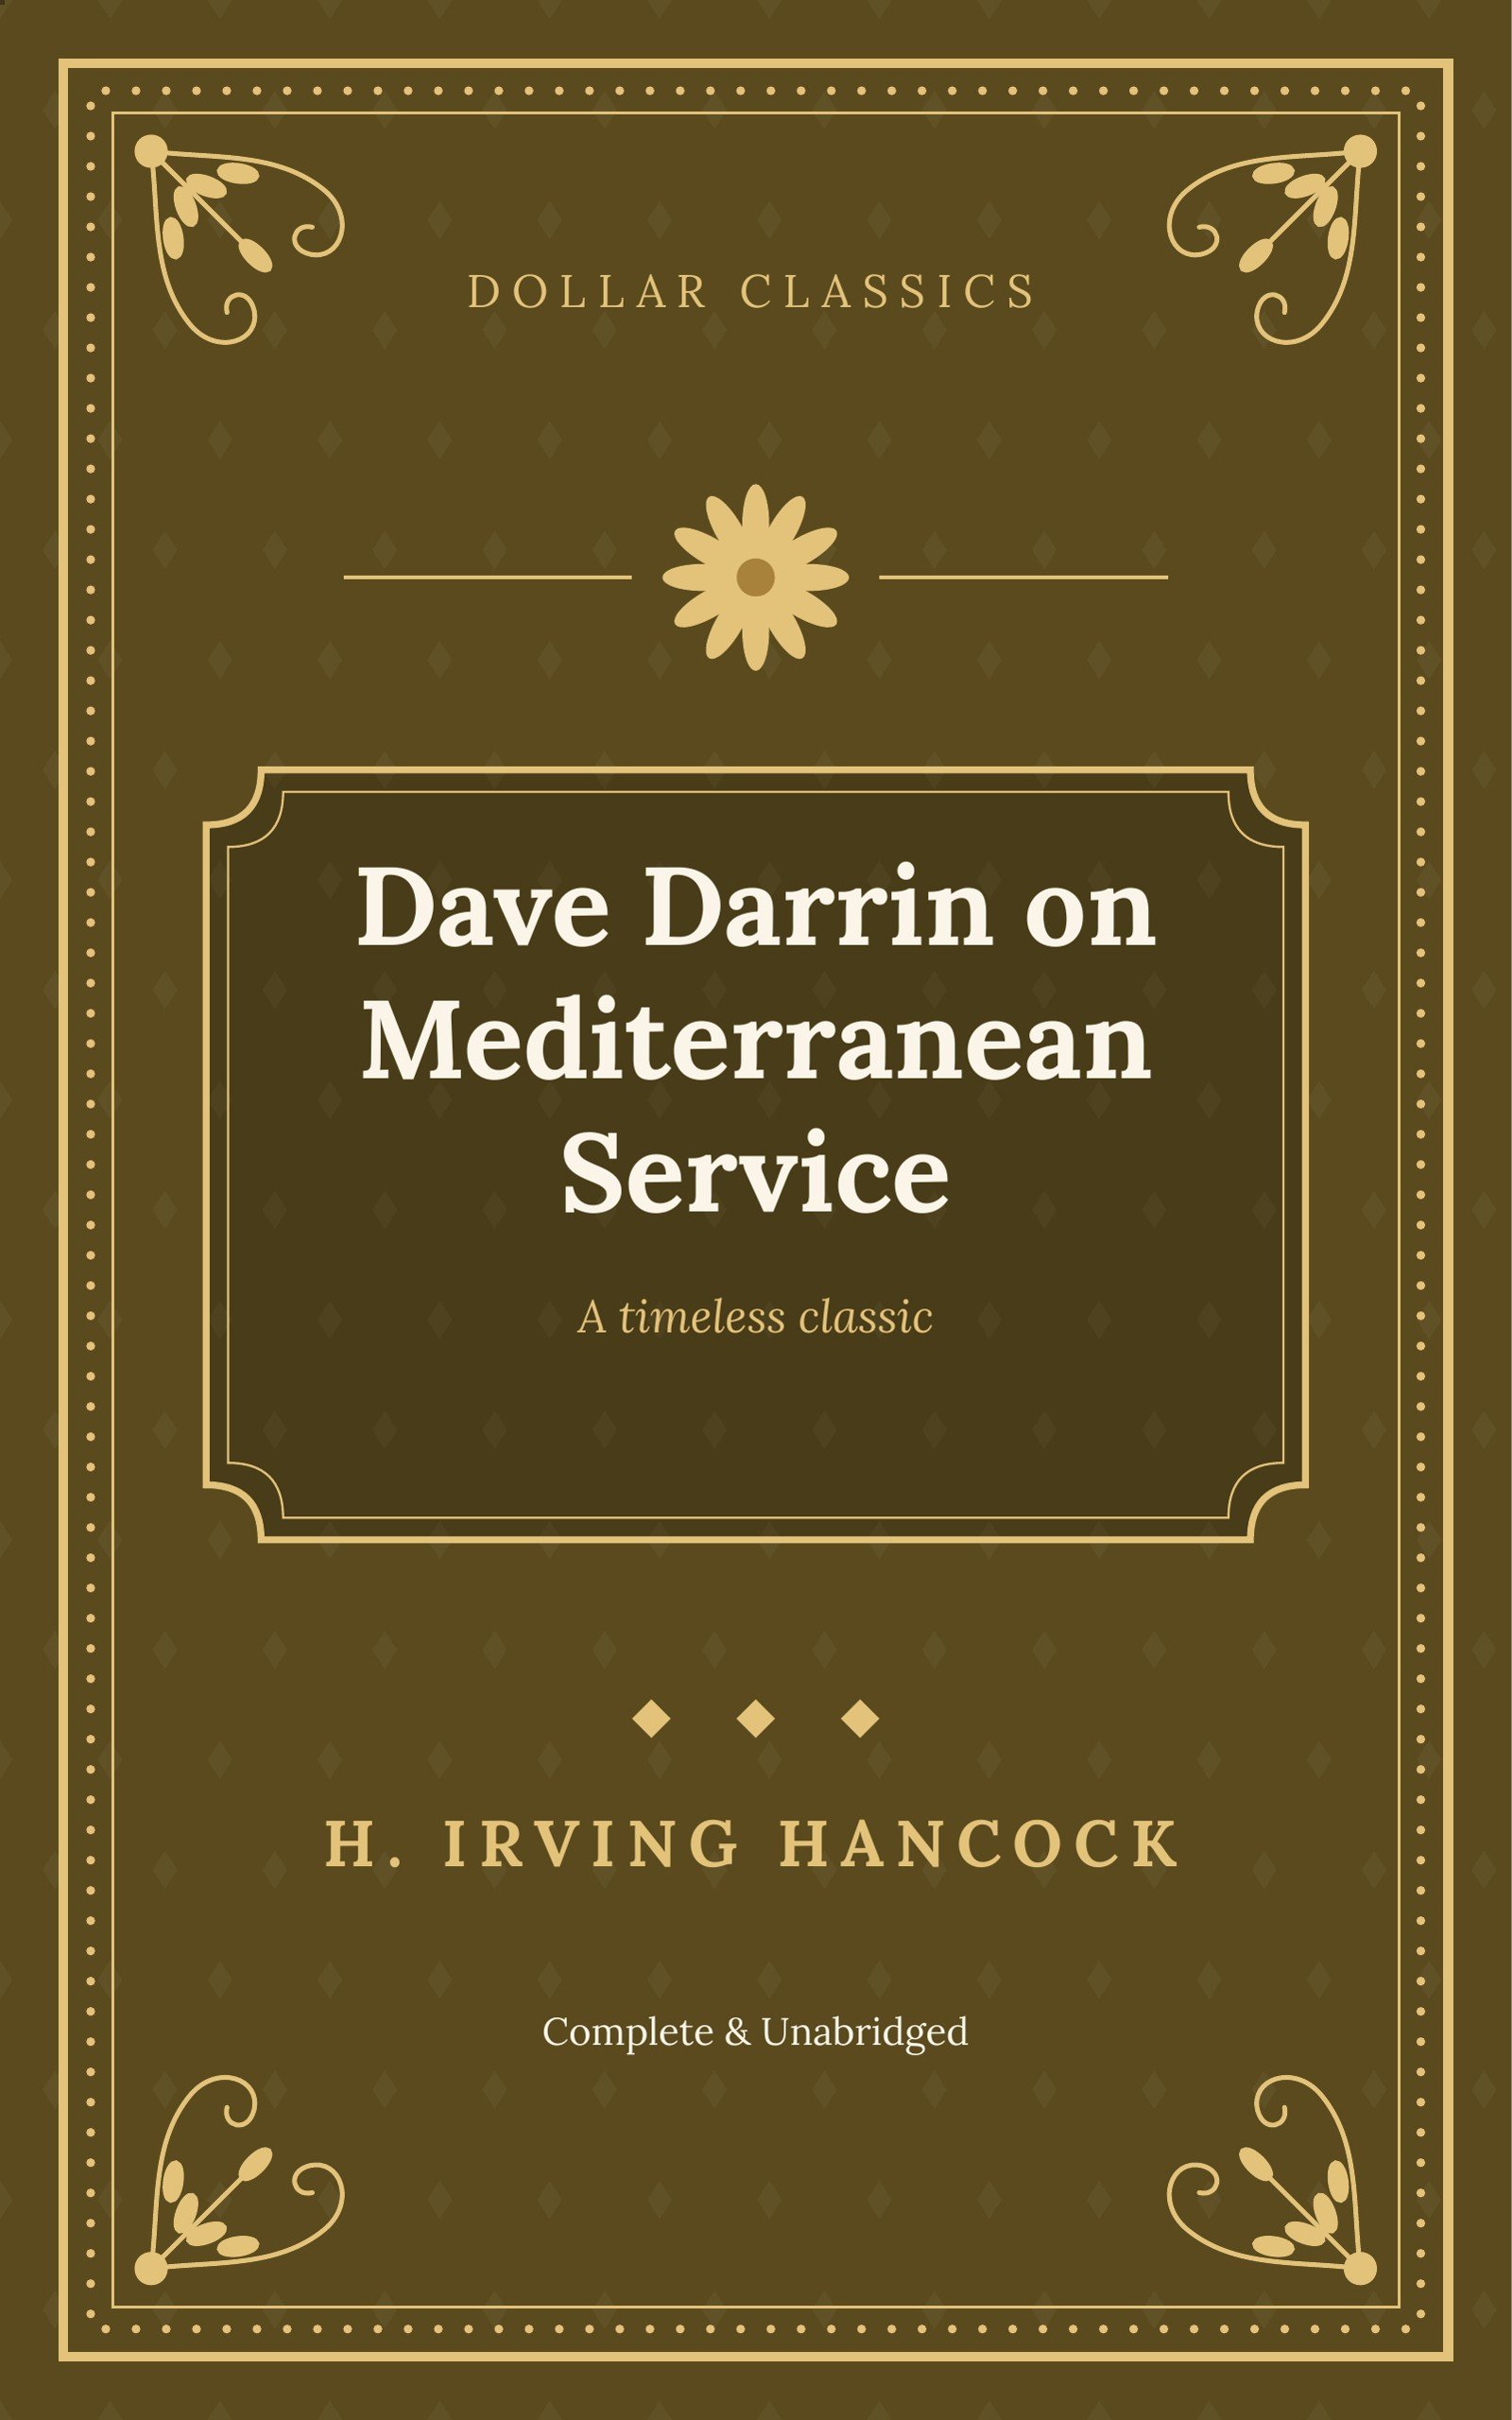 DOLLAR CLASSICS
Dave Darrin on
Mediterranean
Service
A timeless classic
H. IRVING HANCOCK
Complete & Unabridged